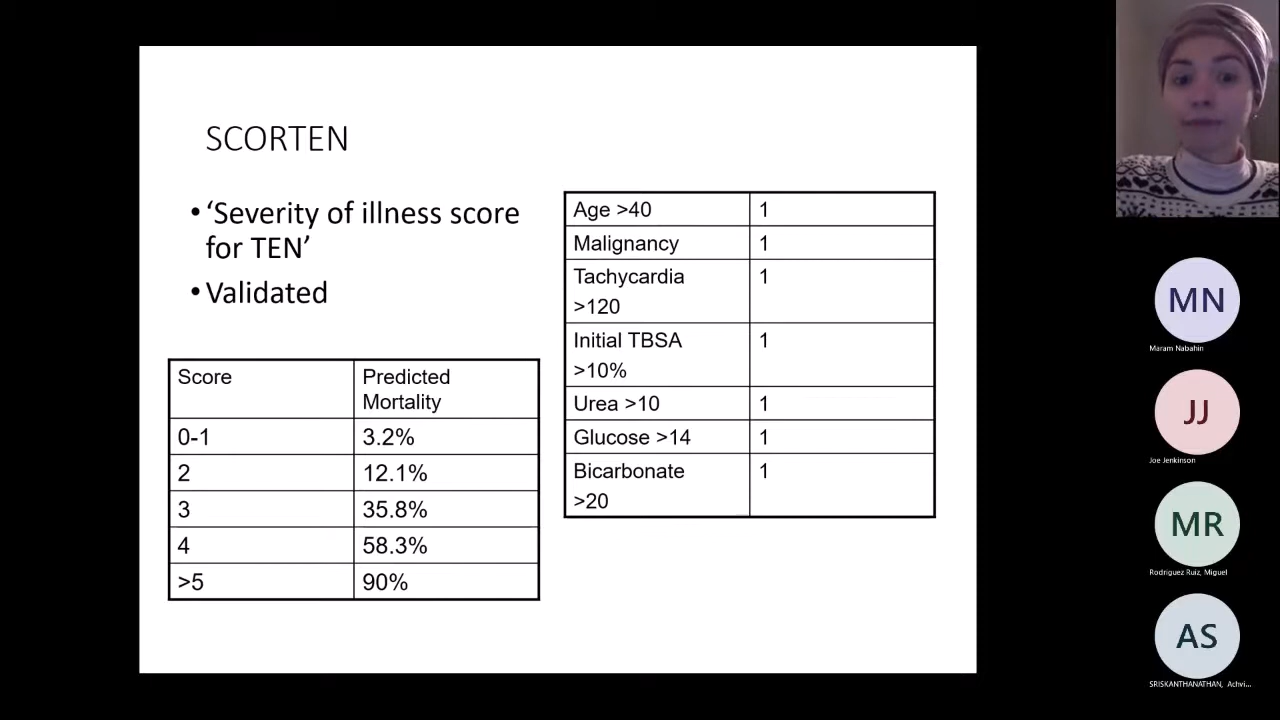 SCORTEN
• ‘Severity of illness score
for TEN’
• Validated
Score Predicted
Mortality
0-1 3.2%
2 12.1%
3 35.8%
4 58.3%
>5 90%
Age >40 1
Malignancy 1
Tachycardia 1
>120
Initial TBSA 1
>10%
Urea >10 1
Glucose >14 1
Bicarbonate 1
>20
MN
Maram Nabahin
JJ
Joe Jenkinson
MR
Rodriguez Ruiz, Miguel
AS
SRISKANTHANATHAN, Achvi...